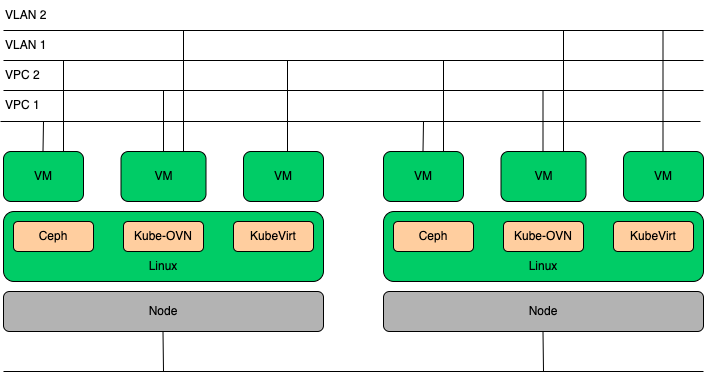 VLAN 2
VLAN 1
VPC 2
VPC 1
VM VM VM VM VM VM
Ceph Kube-OVN KubeVirt Ceph Kube-OVN KubeVirt
Linux Linux
Node Node